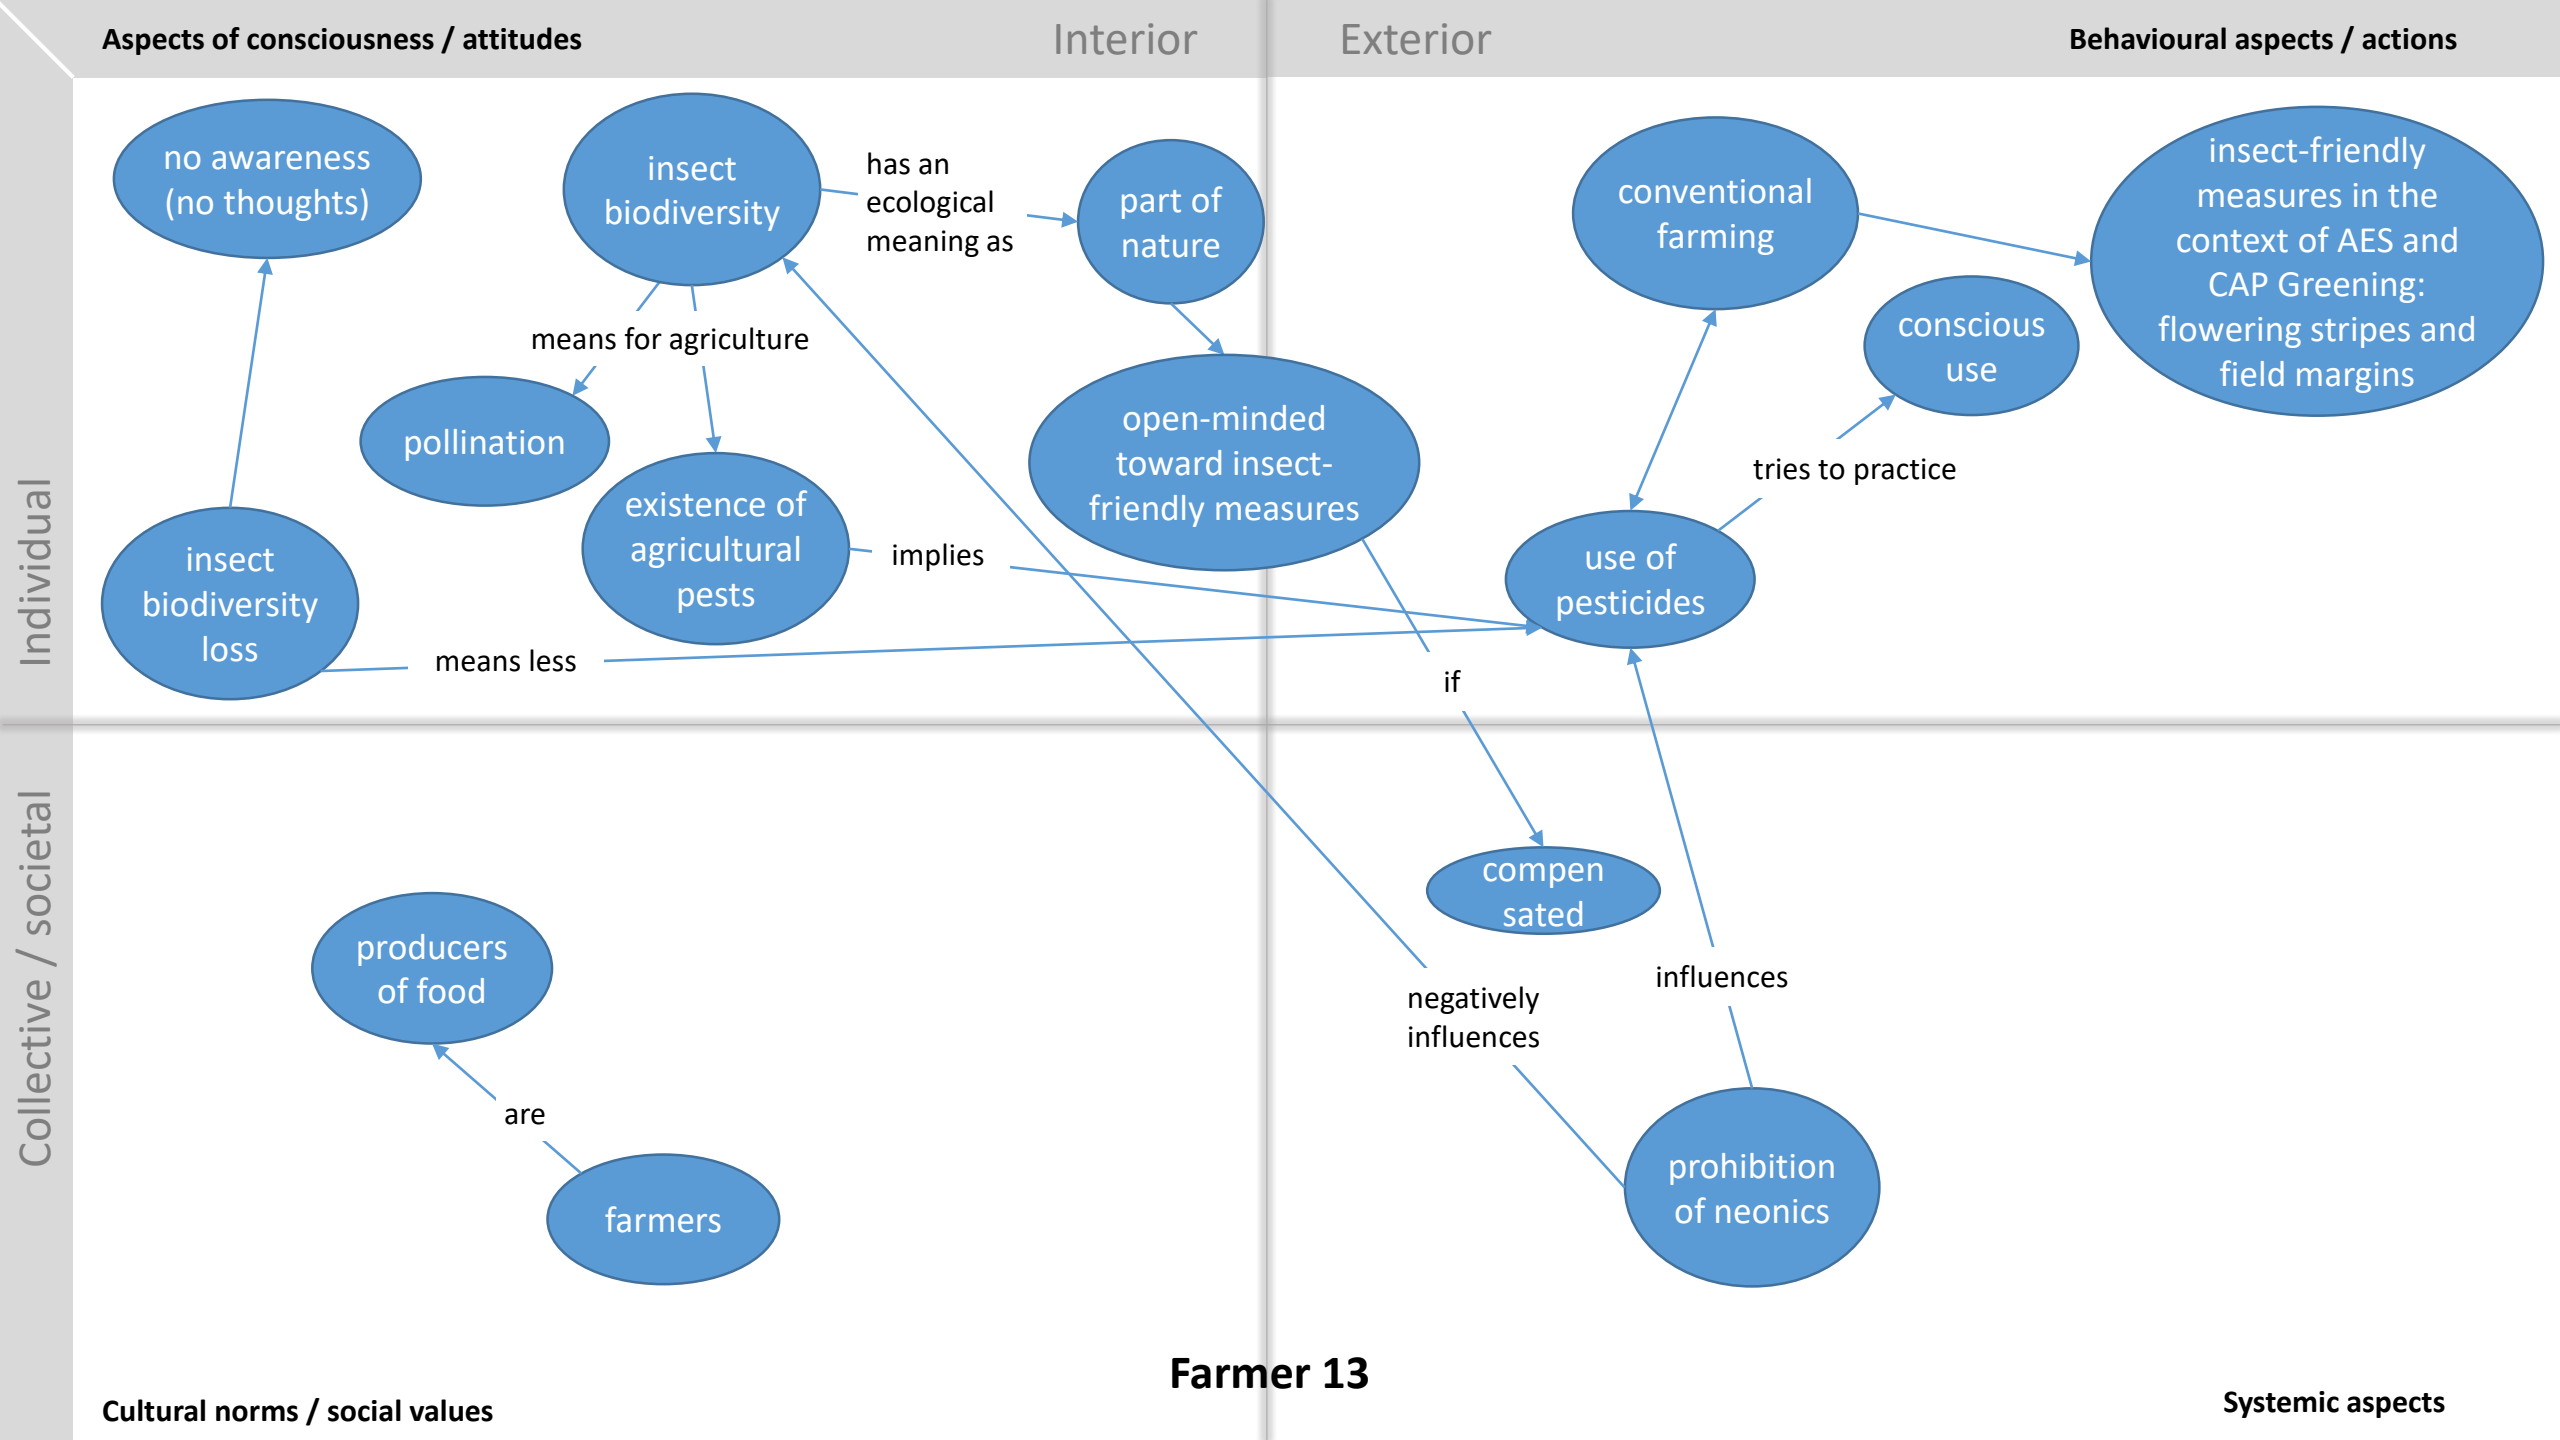 Aspects of consciousness / attitudes
Interior
Exterior
Behavioural aspects / actions
Individual
Collective / societal
no awareness
(no thoughts)
insect
biodiversity
has an
ecological
meaning as
part of
nature
means for agriculture
pollination
existence of
agricultural
pests
implies
insect
biodiversity
loss
means less
open-minded
toward insect-
friendly measures
if
conventional
farming
insect-friendly
measures in the
context of AES and
CAP Greening:
flowering stripes and
field margins
conscious
use
tries to practice
use of
pesticides
producers
of food
are
farmers
compen
sated
negatively
influences
influences
prohibition
of neonics
Farmer 13
Cultural norms / social values
Systemic aspects